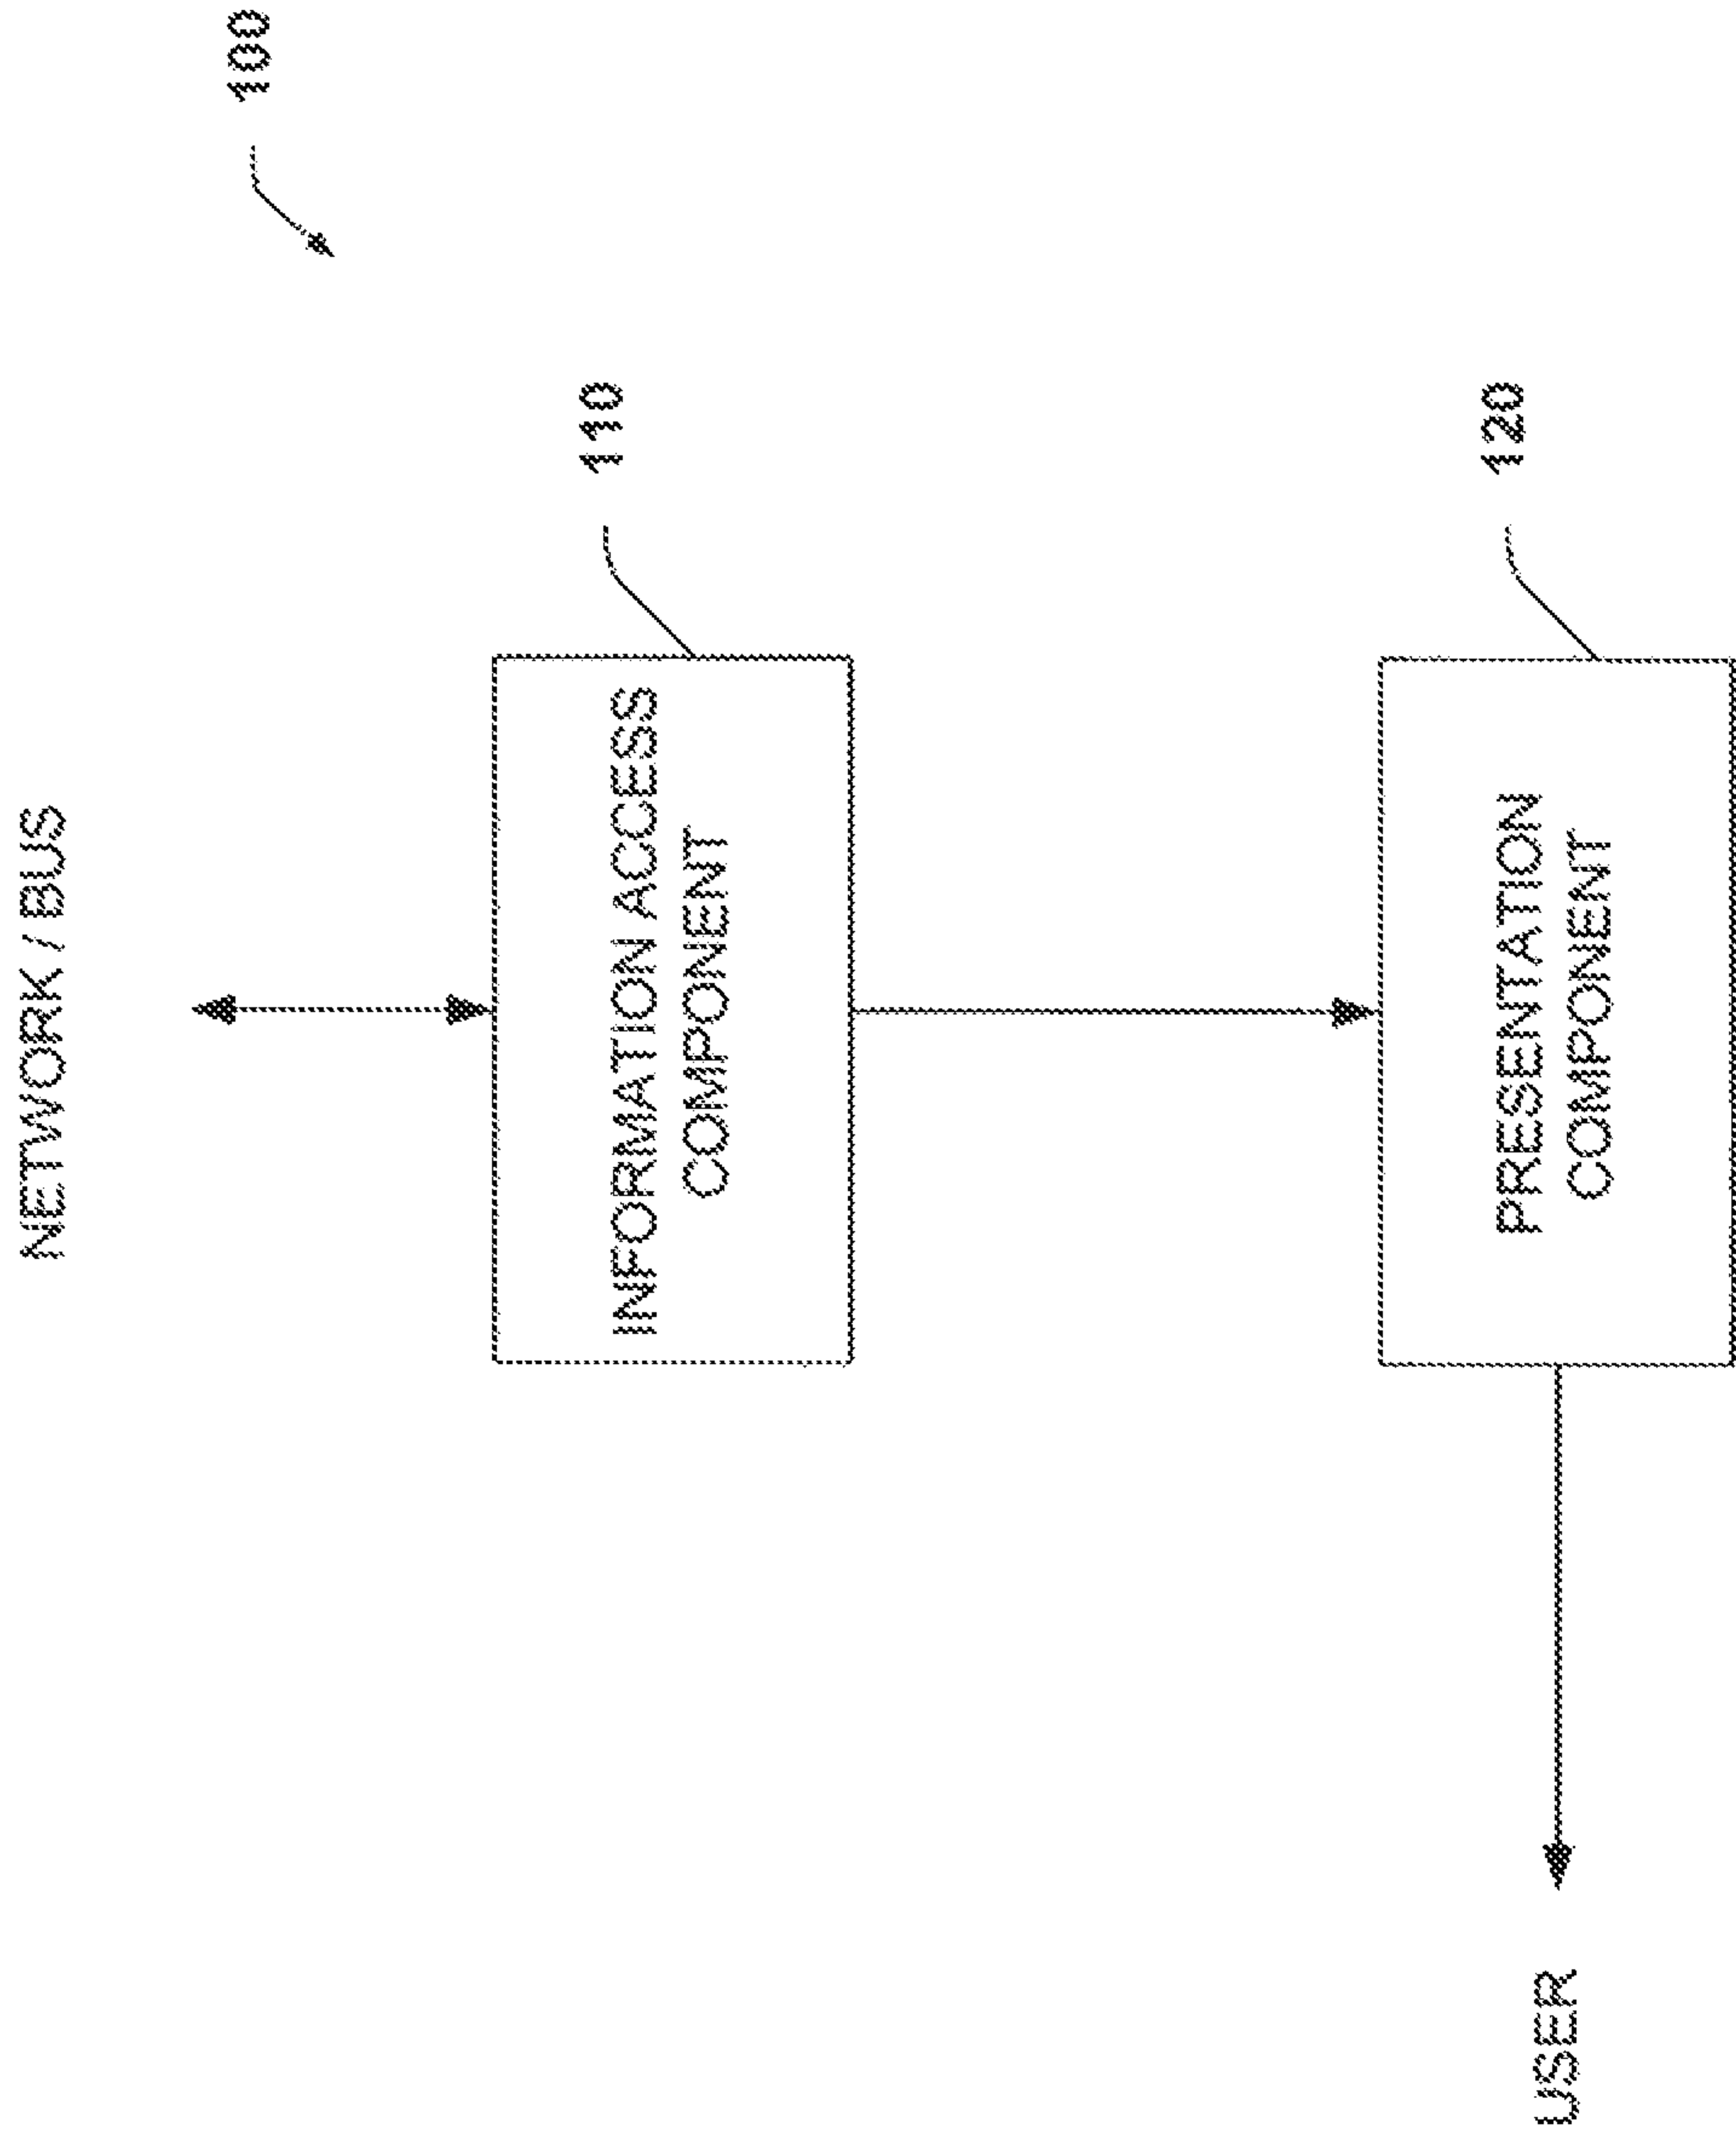 100
NETWORK / BUS
110
INFORMATION ACCESS
COMPONENT
120
PRESENTATION
COMPONENT
USER